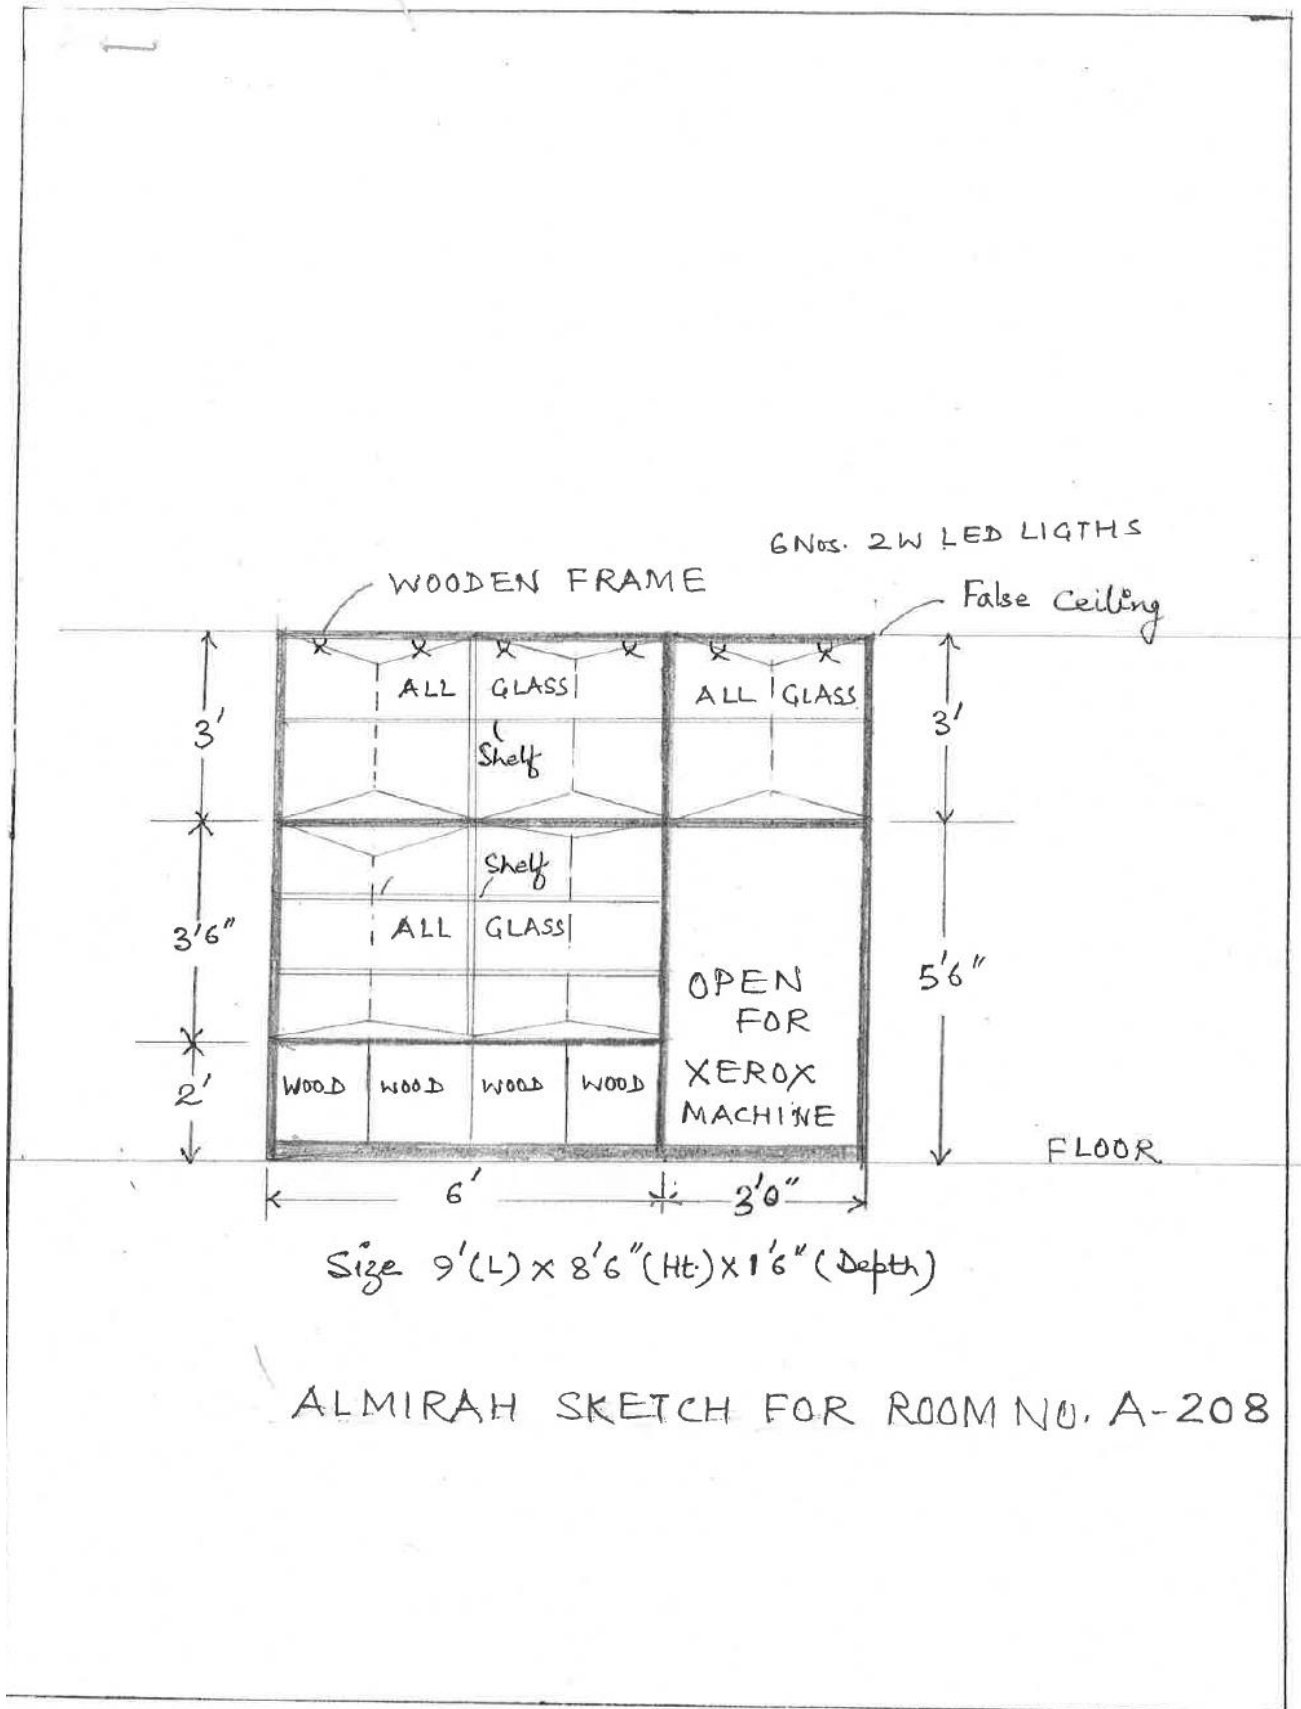 6 Nos. 2W LED LIGTHS
WOODEN FRAME
False Ceiling
ALL GLASS
ALL GLASS
3'
Shelf
3'
Shelf
3'6"
ALL GLASS
OPEN
FOR
XEROX
MACHINE
5'6"
2'
WOOD WOOD WOOD WOOD
FLOOR
6'
3'0"
Size 9'(L) x 8'6"(Ht.) x 1'6" (Depth)
ALMIRAH SKETCH FOR ROOM NO. A-208